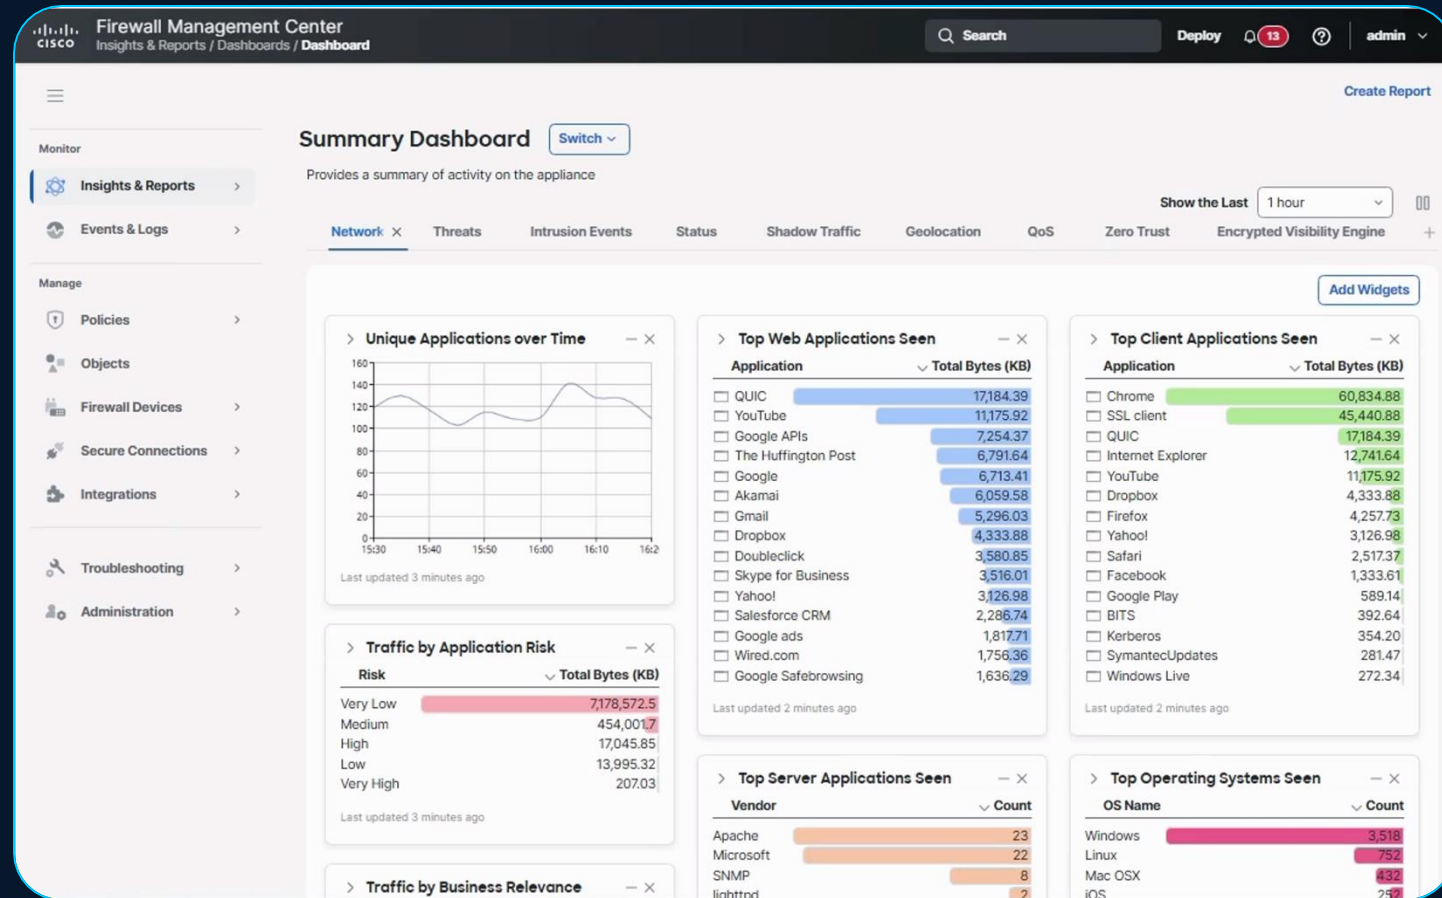 CISCO
Firewall Management Center
Insights & Reports / Dashboards / Dashboard
Search
Deploy
13
admin
Create Report
Monitor
Insights & Reports
Events & Logs
Manage
Policies
Objects
Firewall Devices
Secure Connections
Integrations
Troubleshooting
Administration
Summary Dashboard
Switch
Provides a summary of activity on the appliance
Show the Last 1 hour
Network Threats Intrusion Events Status Shadow Traffic Geolocation QoS Zero Trust Encrypted Visibility Engine
Add Widgets
Unique Applications over Time
160
140
120
100
80
60
40
20
0
15:30 15:40 15:50 16:00 16:10 16:2
Last updated 3 minutes ago
Traffic by Application Risk
Risk Total Bytes (KB)
Very Low 7,178,572.5
Medium 454,001.7
High 17,045.85
Low 13,995.32
Very High 207.03
Last updated 3 minutes ago
Traffic by Business Relevance
Top Web Applications Seen
Application Total Bytes (KB)
QUIC 17,184.39
YouTube 11,175.92
Google APIs 7,254.37
The Huffington Post 6,791.64
Google 6,713.41
Akamai 6,059.58
Gmail 5,296.03
Dropbox 4,333.88
Doubleclick 3,580.85
Skype for Business 3,516.01
Yahoo! 3,126.98
Salesforce CRM 2,286.74
Google ads 1,817.71
Wired.com 1,756.36
Google Safebrowsing 1,636.29
Last updated 2 minutes ago
Top Server Applications Seen
Vendor Count
Apache 23
Microsoft 22
SNMP 8
lighttpd 2
Top Client Applications Seen
Application Total Bytes (KB)
Chrome 60,834.88
SSL client 45,440.88
QUIC 17,184.39
Internet Explorer 12,741.64
YouTube 11,175.92
Dropbox 4,333.88
Firefox 4,257.73
Yahoo! 3,126.98
Safari 2,517.37
Facebook 1,333.61
Google Play 589.14
BITS 392.64
Kerberos 354.20
SymantecUpdates 281.47
Windows Live 272.34
Last updated 2 minutes ago
Top Operating Systems Seen
OS Name Count
Windows 3,518
Linux 752
Mac OSX 432
iOS 252